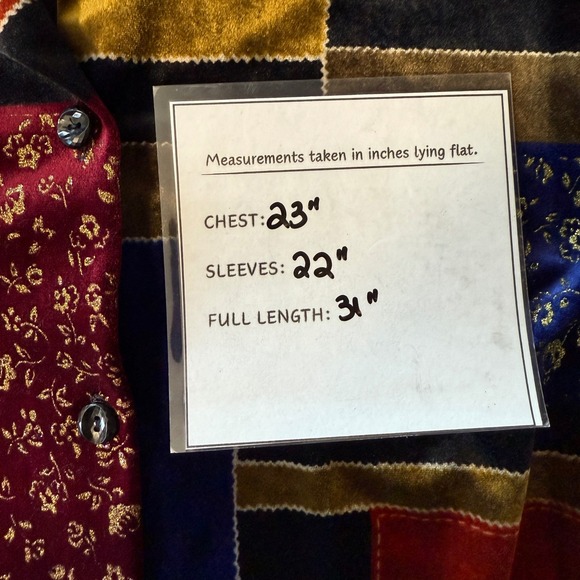 Measurements taken in inches lying flat.
CHEST: 23"
SLEEVES: 22"
FULL LENGTH: 31"